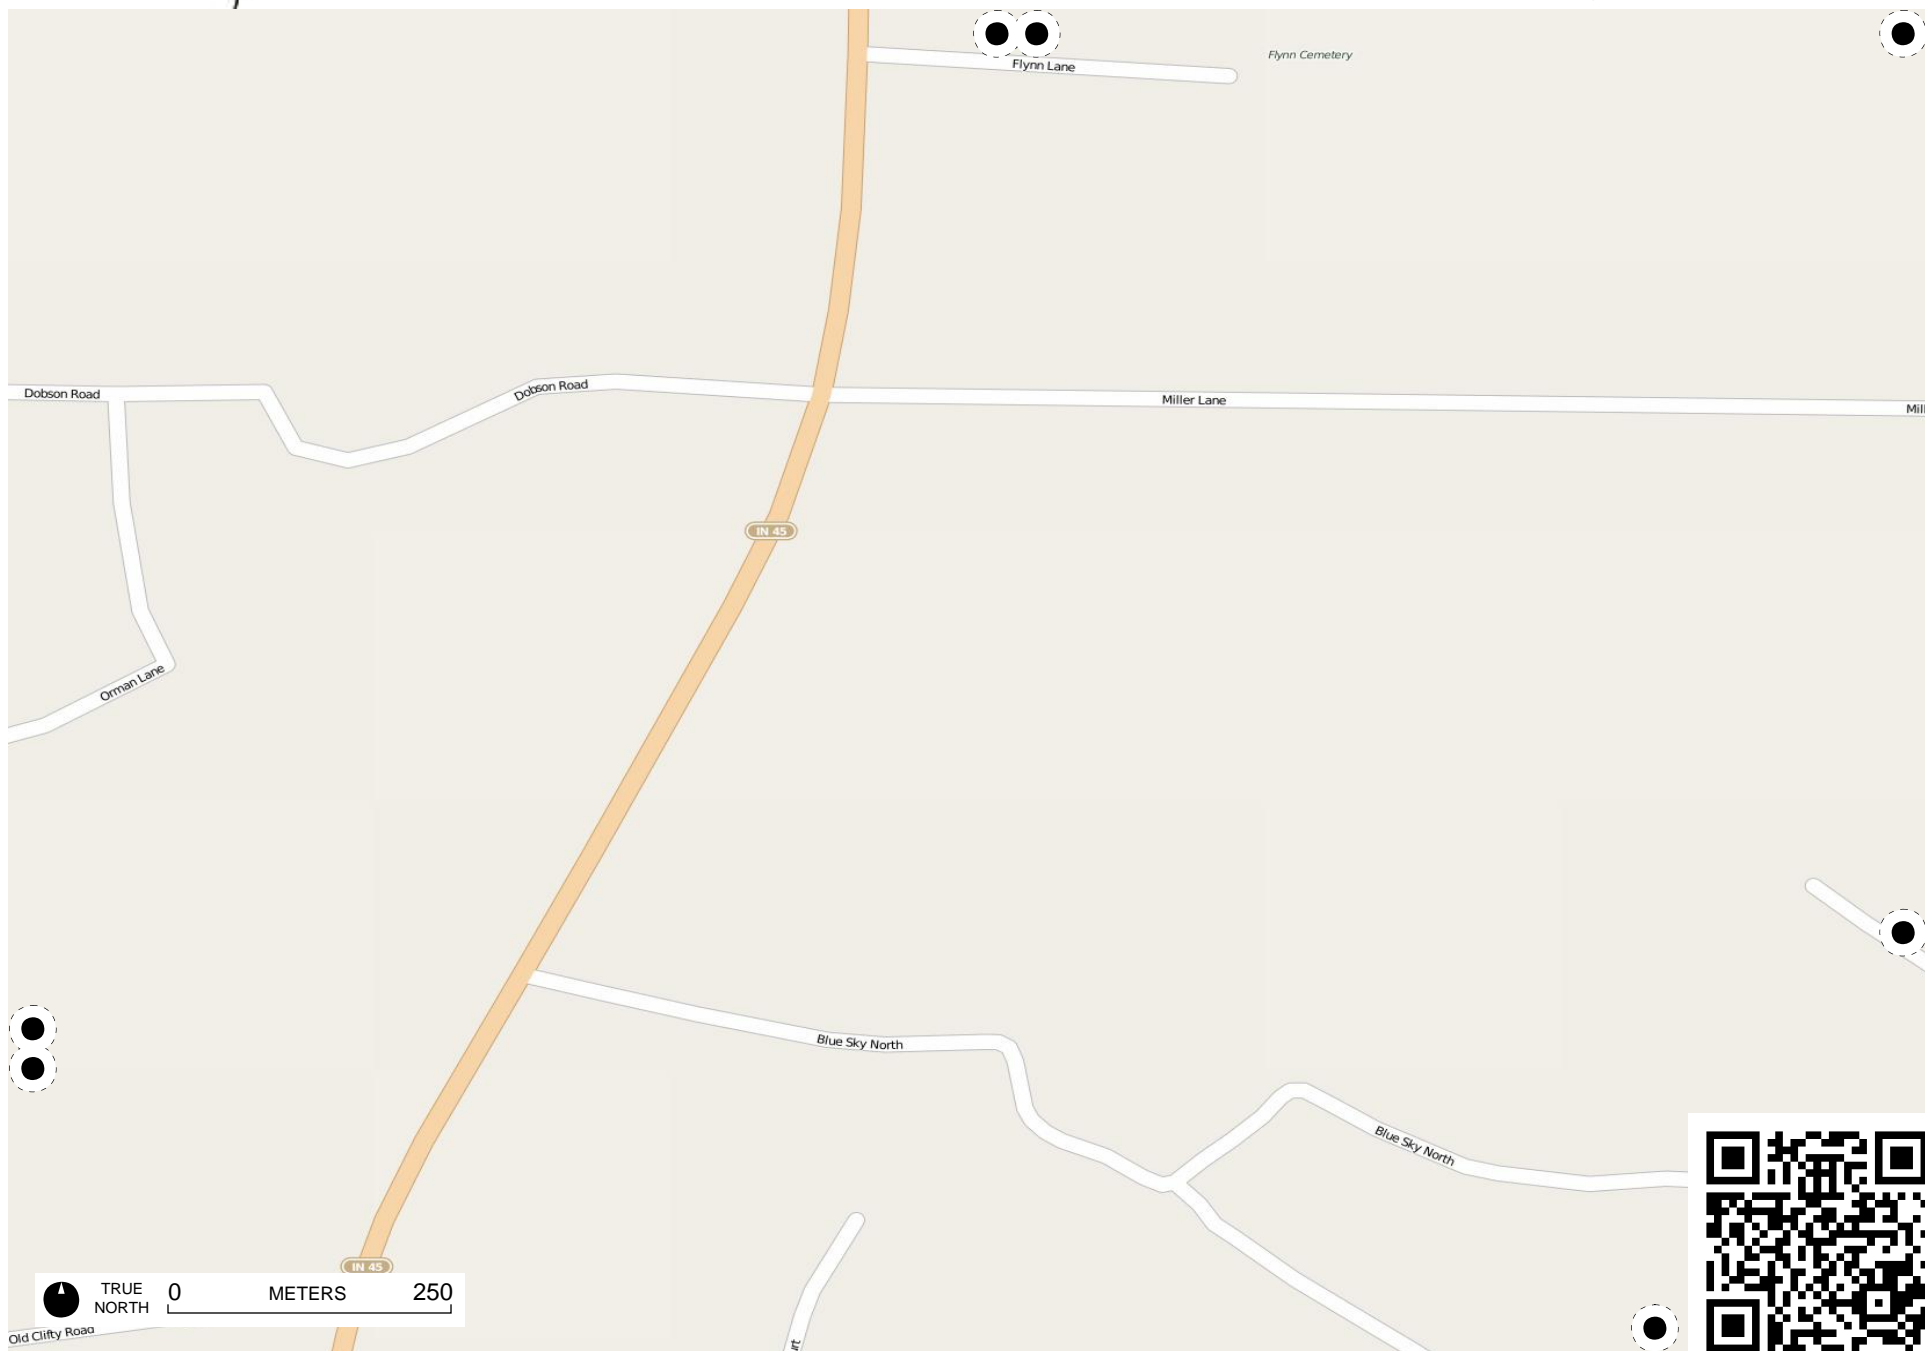 Flynn Cemetery
Flynn Lane
Dobson Road
Dobson Road
Miller Lane
Mill
IN 45
Orman Lane
Blue Sky North
Blue Sky North
IN 45
TRUE
NORTH
0 METERS 250
Old Clifty Road